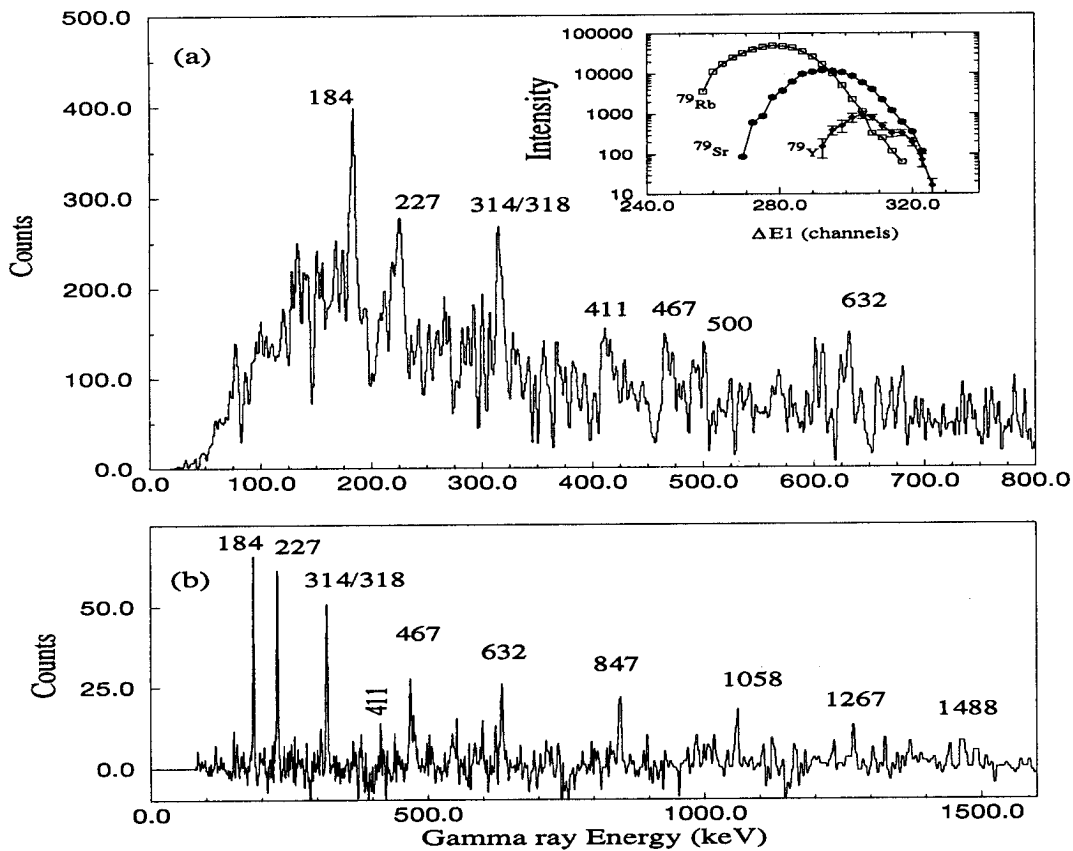 500.0
400.0
300.0
200.0
100.0
0.0
Counts
(a)
184
227
314/318
411
467
500
632
100000
10000
1000
100
10
Intensity
79Rb
79Sr
79Y
240.0 280.0 320.0
ΔE1 (channels)
0.0 100.0 200.0 300.0 400.0 500.0 600.0 700.0 800.0
50.0
25.0
0.0
Counts
(b)
184
227
314/318
411
467
632
847
1058
1267
1488
0.0 500.0 1000.0 1500.0
Gamma ray Energy (keV)